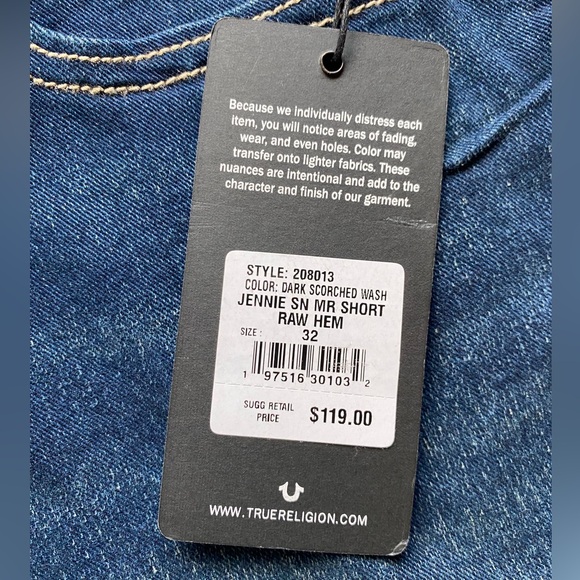 Because we individually distress each
item, you will notice areas of fading,
wear, and even holes. Color may
transfer onto lighter fabrics. These
nuances are intentional and add to the
character and finish of our garment.
STYLE: 208013
COLOR: DARK SCORCHED WASH
JENNIE SN MR SHORT
RAW HEM
SIZE : 32
1 97516 30103 2
SUGG RETAIL
PRICE $119.00
WWW.TRUERELIGION.COM